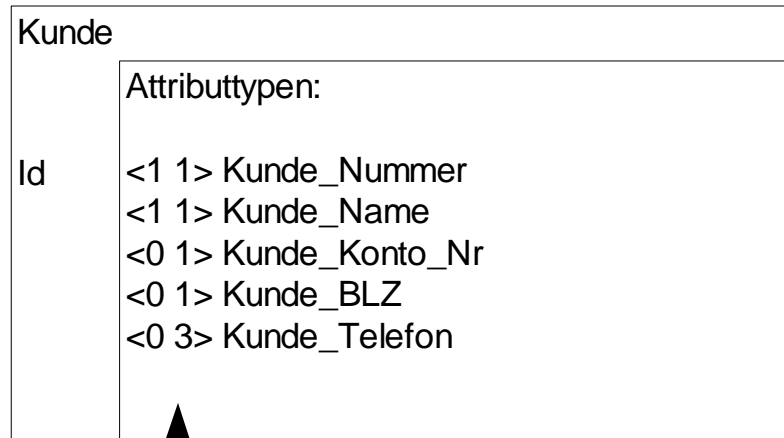 Kunde
Attributtypen:
Id <1 1> Kunde_Nummer
<1 1> Kunde_Name
<0 1> Kunde_Konto_Nr
<0 1> Kunde_BLZ
<0 3> Kunde_Telefon